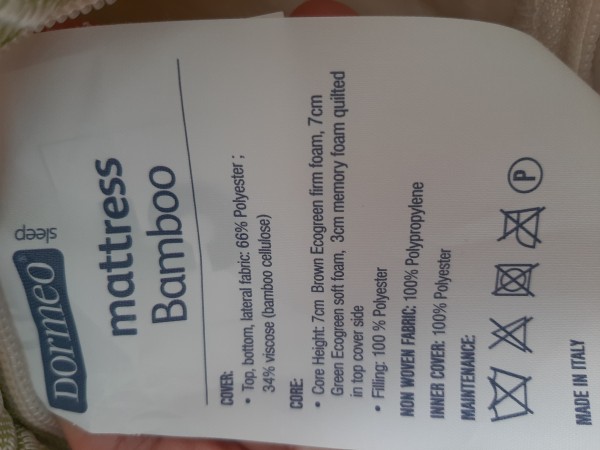 DORMEO
sleep
mattress
Bamboo
COVER:
• Top, bottom, lateral fabric: 66% Polyester ;
34% viscose (bamboo cellulose)
CORE:
• Core Height: 7cm Brown Ecogreen firm foam, 7cm
Green Ecogreen soft foam, 3cm memory foam quilted
in top cover side
• Filling: 100 % Polyester
NON WOVEN FABRIC: 100% Polypropylene
INNER COVER: 100% Polyester
MAINTENANCE:
P
MADE IN ITALY